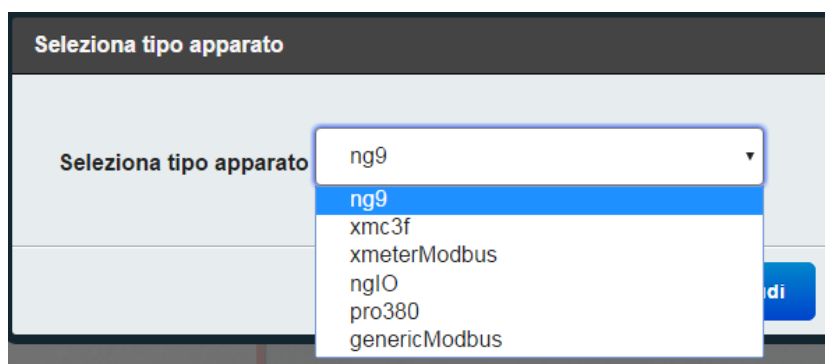 Seleziona tipo apparato
Seleziona tipo apparato ng9
ng9
xmc3f
xmeterModbus
ngIO
pro380
genericModbus